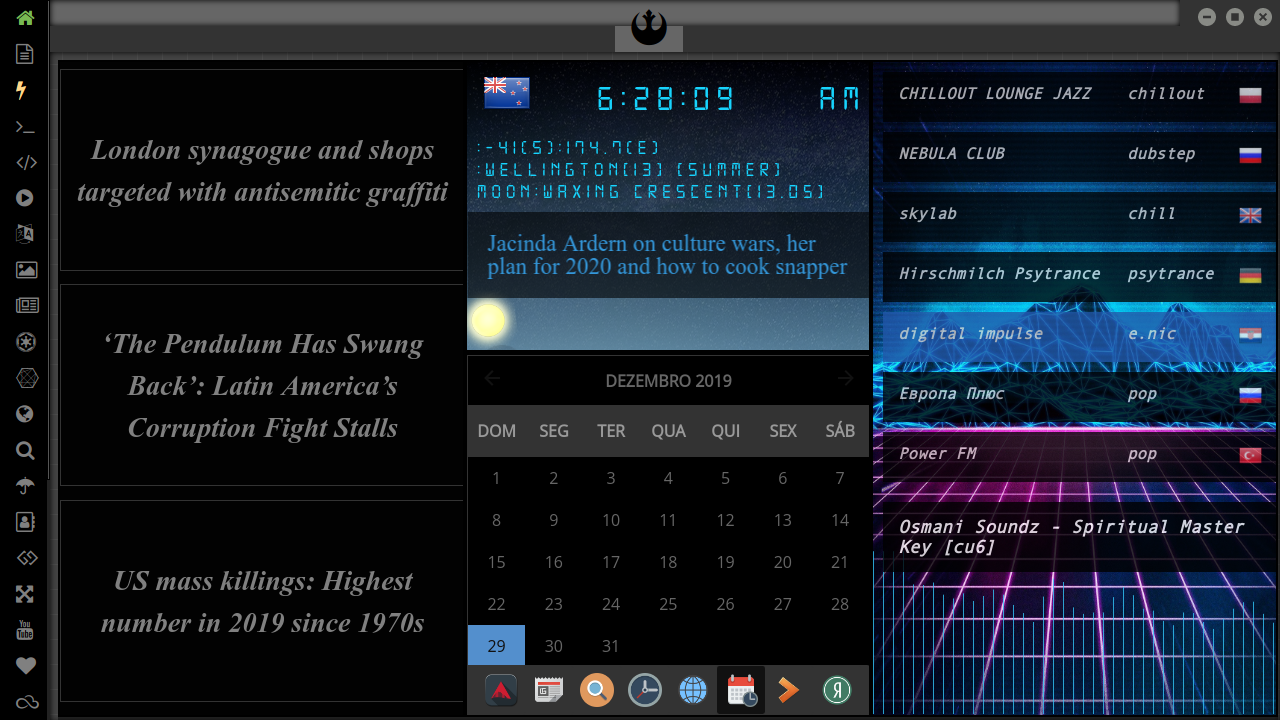 London synagogue and shops
targeted with antisemitic graffiti
‘The Pendulum Has Swung
Back’: Latin America’s
Corruption Fight Stalls
US mass killings: Highest
number in 2019 since 1970s
You
Tube
6:28:09 AM
:-41(S):174.7(E)
:WELLINGTON(13) (SUMMER)
MOON:WAXING CRESCENT(13.05)
Jacinda Ardern on culture wars, her
plan for 2020 and how to cook snapper
DEZEMBRO 2019
DOM SEG TER QUA QUI SEX SÁB
1 2 3 4 5 6 7
8 9 10 11 12 13 14
15 16 17 18 19 20 21
22 23 24 25 26 27 28
29 30 31
Я
CHILLOUT LOUNGE JAZZ chillout
NEBULA CLUB dubstep
skylab chill
Hirschmilch Psytrance psytrance
digital impulse e.nic
Европа Плюс pop
Power FM pop
Osmani Soundz - Spiritual Master
Key [cu6]